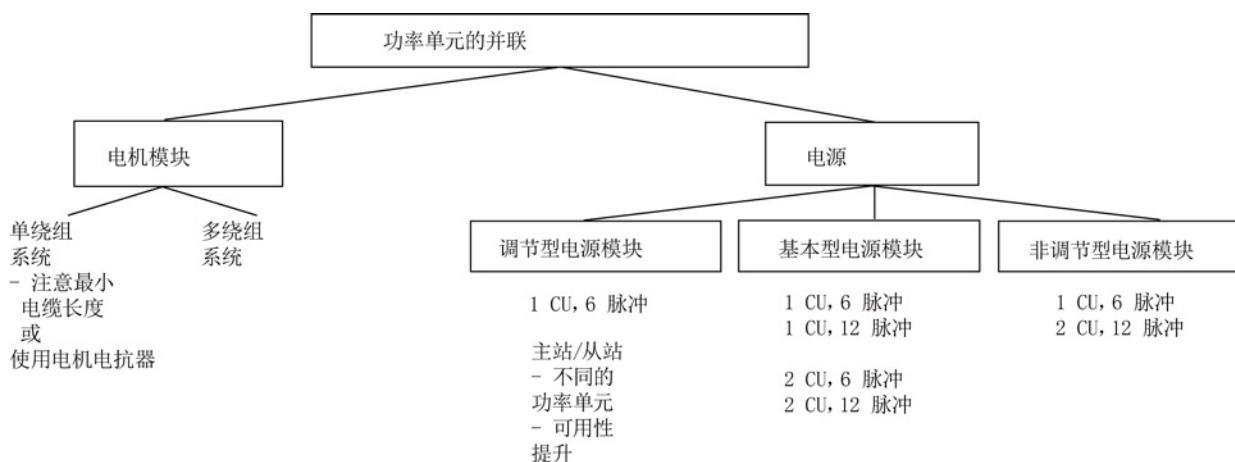 功率单元的并联
电机模块
电源
单绕组
系统
- 注意最小
电缆长度
或
使用电机电抗器
多绕组
系统
调节型电源模块
基本型电源模块
非调节型电源模块
1 CU, 6 脉冲
主站/从站
- 不同的
功率单元
- 可用性
提升
1 CU, 6 脉冲
1 CU, 12 脉冲
2 CU, 6 脉冲
2 CU, 12 脉冲
1 CU, 6 脉冲
2 CU, 12 脉冲